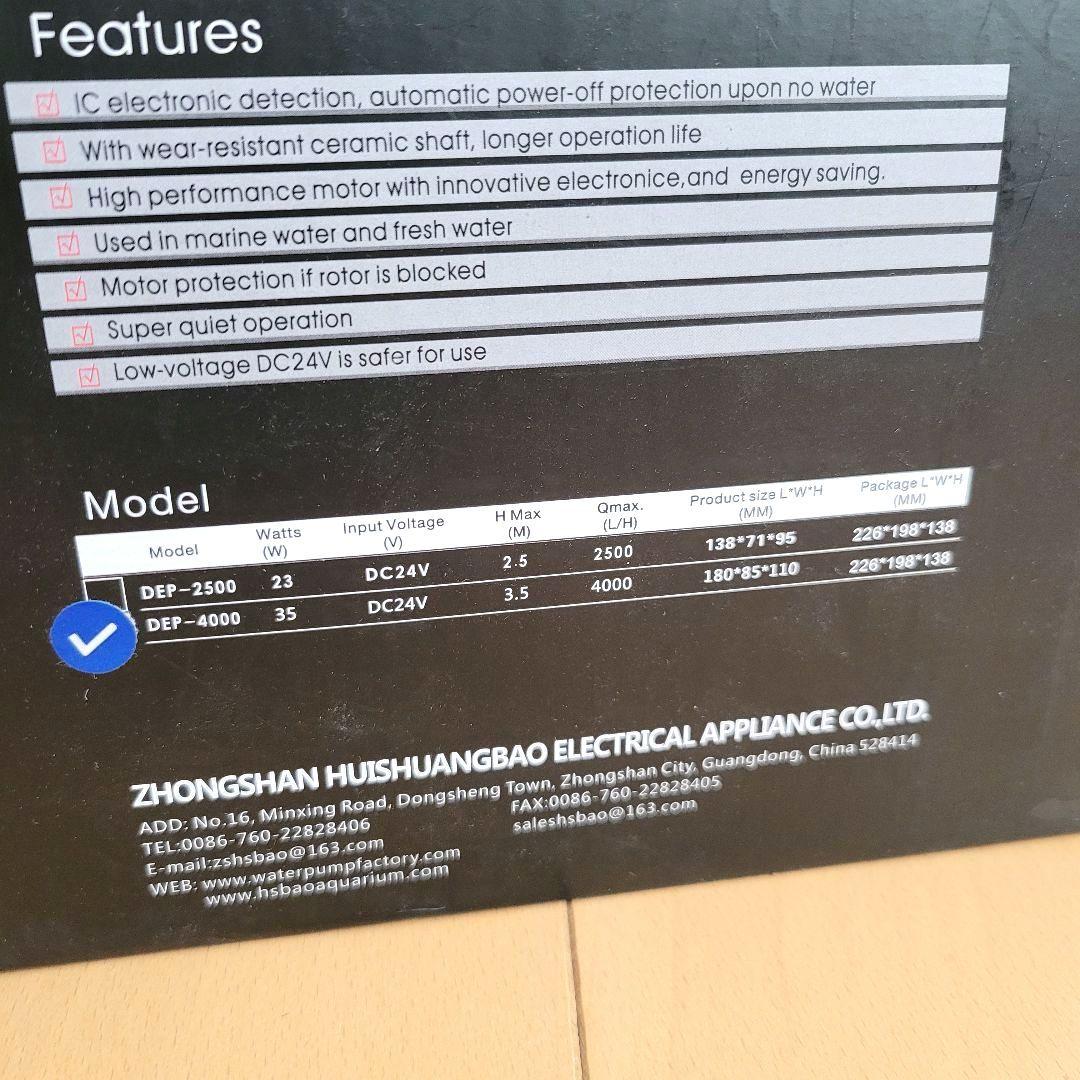 Features
IC electronic detection, automatic power-off protection upon no water
With wear-resistant ceramic shaft, longer operation life
High performance motor with innovative electronice,and energy saving.
Used in marine water and fresh water
Motor protection if rotor is blocked
Super quiet operation
Low-voltage DC24V is safer for use
Model
Model Watts (W) Input Voltage (V) H Max (M) Qmax. (L/H) Product size L*W*H (MM) Package L*W*H (MM)
DEP-2500 23 DC24V 2.5 2500 138*71*95 226*198*138
DEP-4000 35 DC24V 3.5 4000 180*85*110 226*198*138
ZHONGSHAN HUISHUANGBAO ELECTRICAL APPLIANCE CO.,LTD.
ADD: No.16, Minxing Road, Dongsheng Town, Zhongshan City, Guangdong, China 528414
TEL:0086-760-22828406 FAX:0086-760-22828405
E-mail:zshsbao@163.com saleshsbao@163.com
WEB: www.waterpumpfactory.com
www.hsbaoaquarium.com